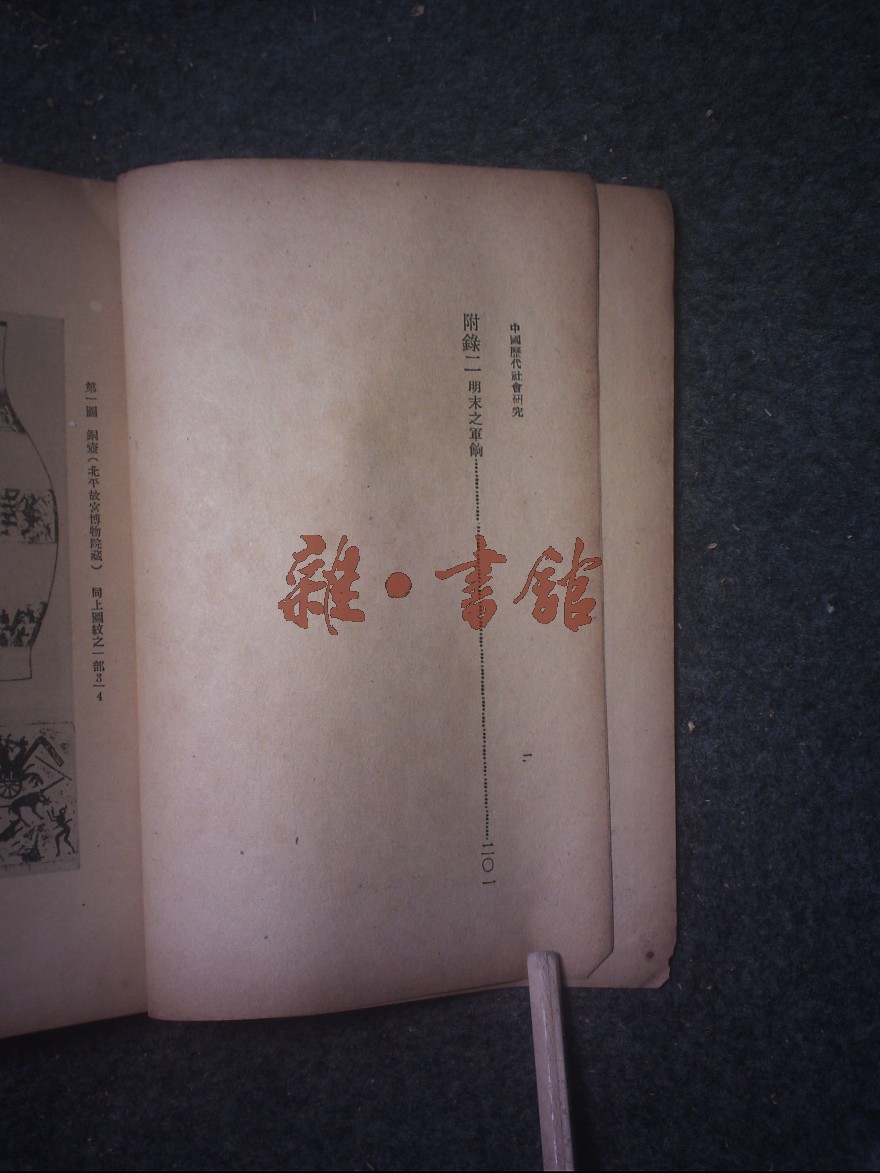 中國歷代社會研究
二
附錄二 明末之軍餉……二〇一
雜·書館
第一圖 銅壺(北平故宮博物院藏) 同上圖紋之一部3—4